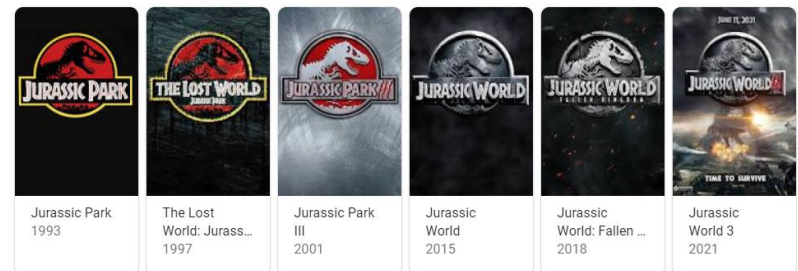 JURASSIC PARK
THE LOST WORLD
JURASSIC PARK
JURASSIC PARK III
JURASSIC WORLD
JURASSIC WORLD
FALLEN KINGDOM
JUNE 11, 2021
JURASSIC WORLD
TIME TO SURVIVE
Jurassic Park
1993
The Lost
World: Jurass...
1997
Jurassic Park
III
2001
Jurassic
World
2015
Jurassic
World: Fallen ...
2018
Jurassic
World 3
2021